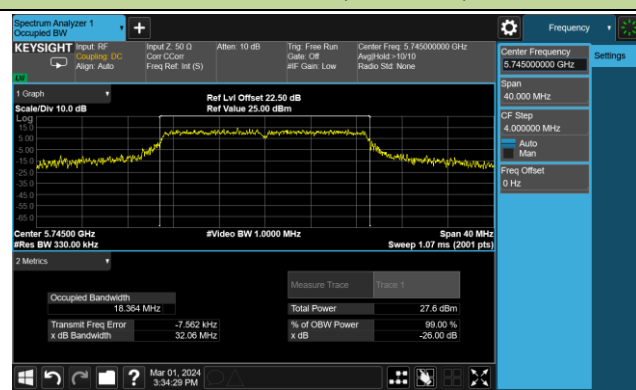 Spectrum Analyzer 1
Occupied BW
+
Frequency
KEYSIGHT
Input: RF
Coupling: DC
Align: Auto
Input Z: 50 Ω
Corr CCorr
Freq Ref: Int (S)
Atten: 10 dB
Trig: Free Run
Gate: Off
#IF Gain: Low
Center Freq: 5.745000000 GHz
Avg|Hold:>10/10
Radio Std: None
Center Frequency
5.745000000 GHz
Settings
Span
40.000 MHz
CF Step
4.000000 MHz
Auto
Man
Freq Offset
0 Hz
1 Graph
Scale/Div 10.0 dB
Ref Lvl Offset 22.50 dB
Ref Value 25.00 dBm
Log
15.0
5.00
-5.00
-15.0
-25.0
-35.0
-45.0
-55.0
-65.0
Center 5.74500 GHz
#Res BW 330.00 kHz
#Video BW 1.0000 MHz
Span 40 MHz
Sweep 1.07 ms (2001 pts)
2 Metrics
Measure Trace
Trace 1
Occupied Bandwidth
18.364 MHz
Total Power
27.6 dBm
Transmit Freq Error
-7.562 kHz
% of OBW Power
99.00 %
x dB Bandwidth
32.06 MHz
x dB
-26.00 dB
?
Mar 01, 2024
3:34:29 PM